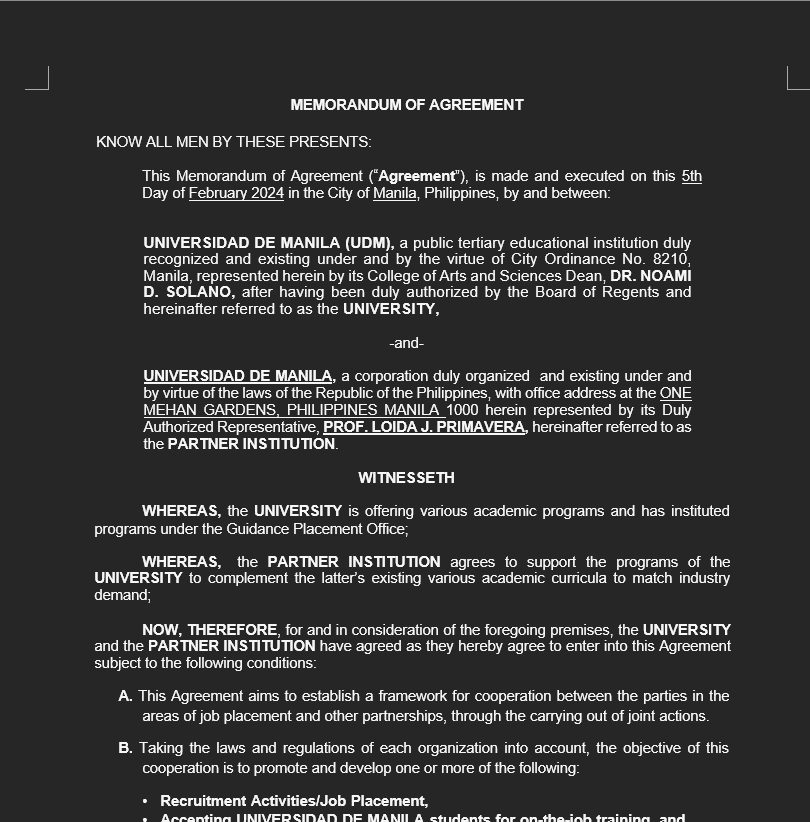 MEMORANDUM OF AGREEMENT
KNOW ALL MEN BY THESE PRESENTS:
This Memorandum of Agreement (“Agreement”), is made and executed on this 5th
Day of February 2024 in the City of Manila, Philippines, by and between:
UNIVERSIDAD DE MANILA (UDM), a public tertiary educational institution duly
recognized and existing under and by the virtue of City Ordinance No. 8210,
Manila, represented herein by its College of Arts and Sciences Dean, DR. NOAMI
D. SOLANO, after having been duly authorized by the Board of Regents and
hereinafter referred to as the UNIVERSITY,
-and-
UNIVERSIDAD DE MANILA, a corporation duly organized and existing under and
by virtue of the laws of the Republic of the Philippines, with office address at the ONE
MEHAN GARDENS, PHILIPPINES MANILA 1000 herein represented by its Duly
Authorized Representative, PROF. LOIDA J. PRIMAVERA, hereinafter referred to as
the PARTNER INSTITUTION.
WITNESSETH
WHEREAS, the UNIVERSITY is offering various academic programs and has instituted
programs under the Guidance Placement Office;
WHEREAS, the PARTNER INSTITUTION agrees to support the programs of the
UNIVERSITY to complement the latter’s existing various academic curricula to match industry
demand;
NOW, THEREFORE, for and in consideration of the foregoing premises, the UNIVERSITY
and the PARTNER INSTITUTION have agreed as they hereby agree to enter into this Agreement
subject to the following conditions:
A. This Agreement aims to establish a framework for cooperation between the parties in the
areas of job placement and other partnerships, through the carrying out of joint actions.
B. Taking the laws and regulations of each organization into account, the objective of this
cooperation is to promote and develop one or more of the following:
• Recruitment Activities/Job Placement,
• Accepting UNIVERSIDAD DE MANILA students for on-the-job training, and